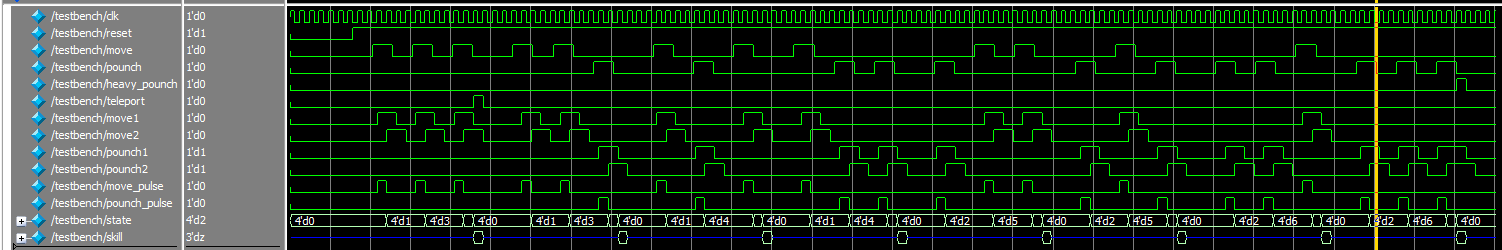 /testbench/clk 1'd0
/testbench/reset 1'd1
/testbench/move 1'd0
/testbench/pounch 1'd0
/testbench/heavy_pounch 1'd0
/testbench/teleport 1'd0
/testbench/move1 1'd0
/testbench/move2 1'd0
/testbench/pounch1 1'd1
/testbench/pounch2 1'd1
/testbench/move_pulse 1'd0
/testbench/pounch_pulse 1'd0
/testbench/state 4'd2 4'd0 4'd1 4'd3 4'd0 4'd1 4'd3 4'd0 4'd1 4'd4 4'd0 4'd1 4'd4 4'd0 4'd2 4'd5 4'd0 4'd2 4'd5 4'd0 4'd2 4'd6 4'd0 4'd2 4'd6 4'd0
/testbench/skill 3'dz